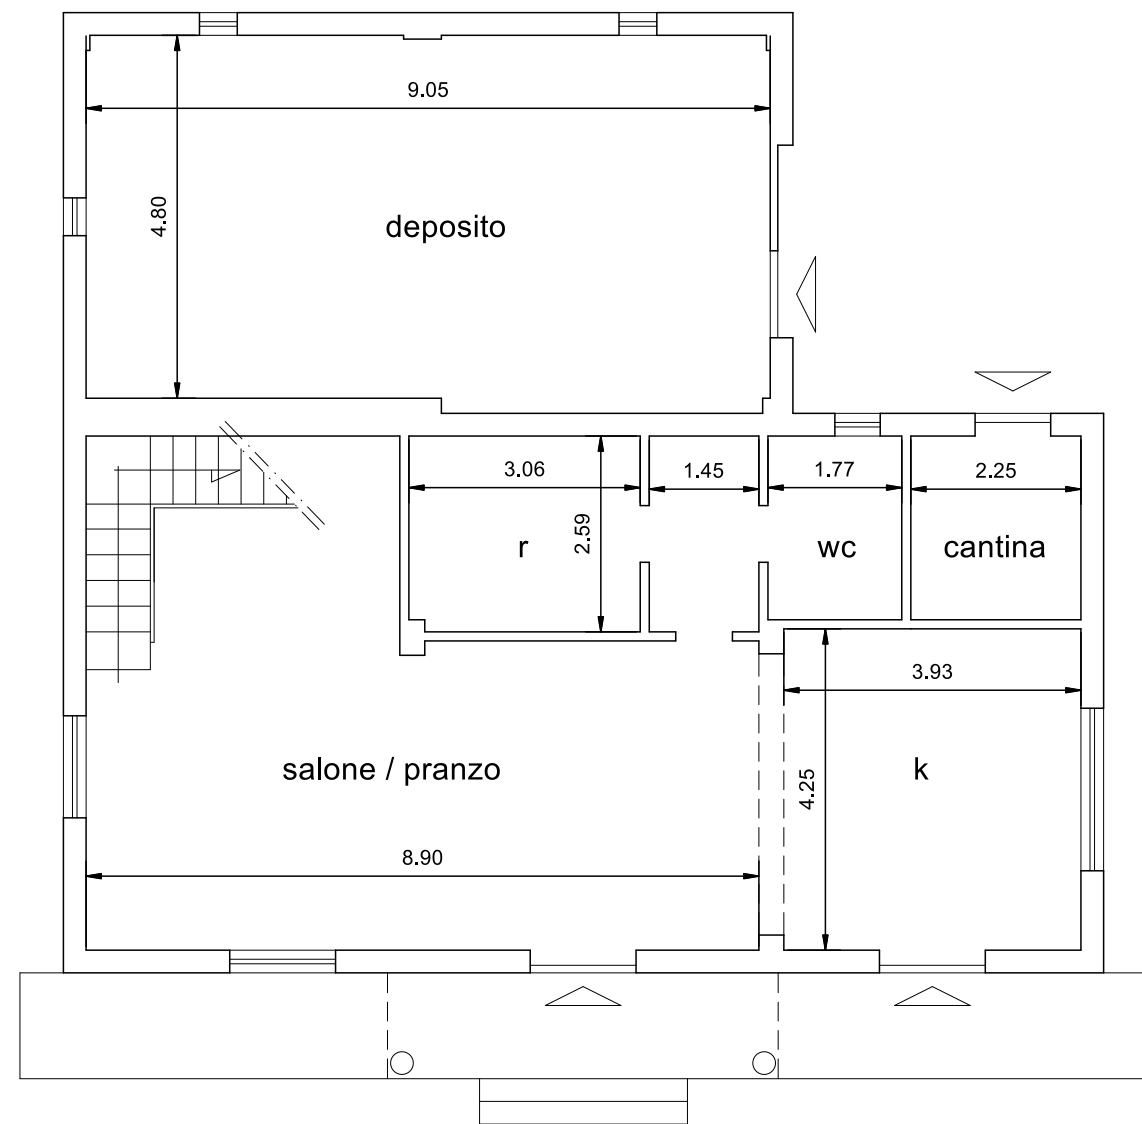 9.05
4.80
deposito
3.06
1.45
1.77
2.25
2.59
r
wc
cantina
3.93
salone / pranzo
k
4.25
8.90